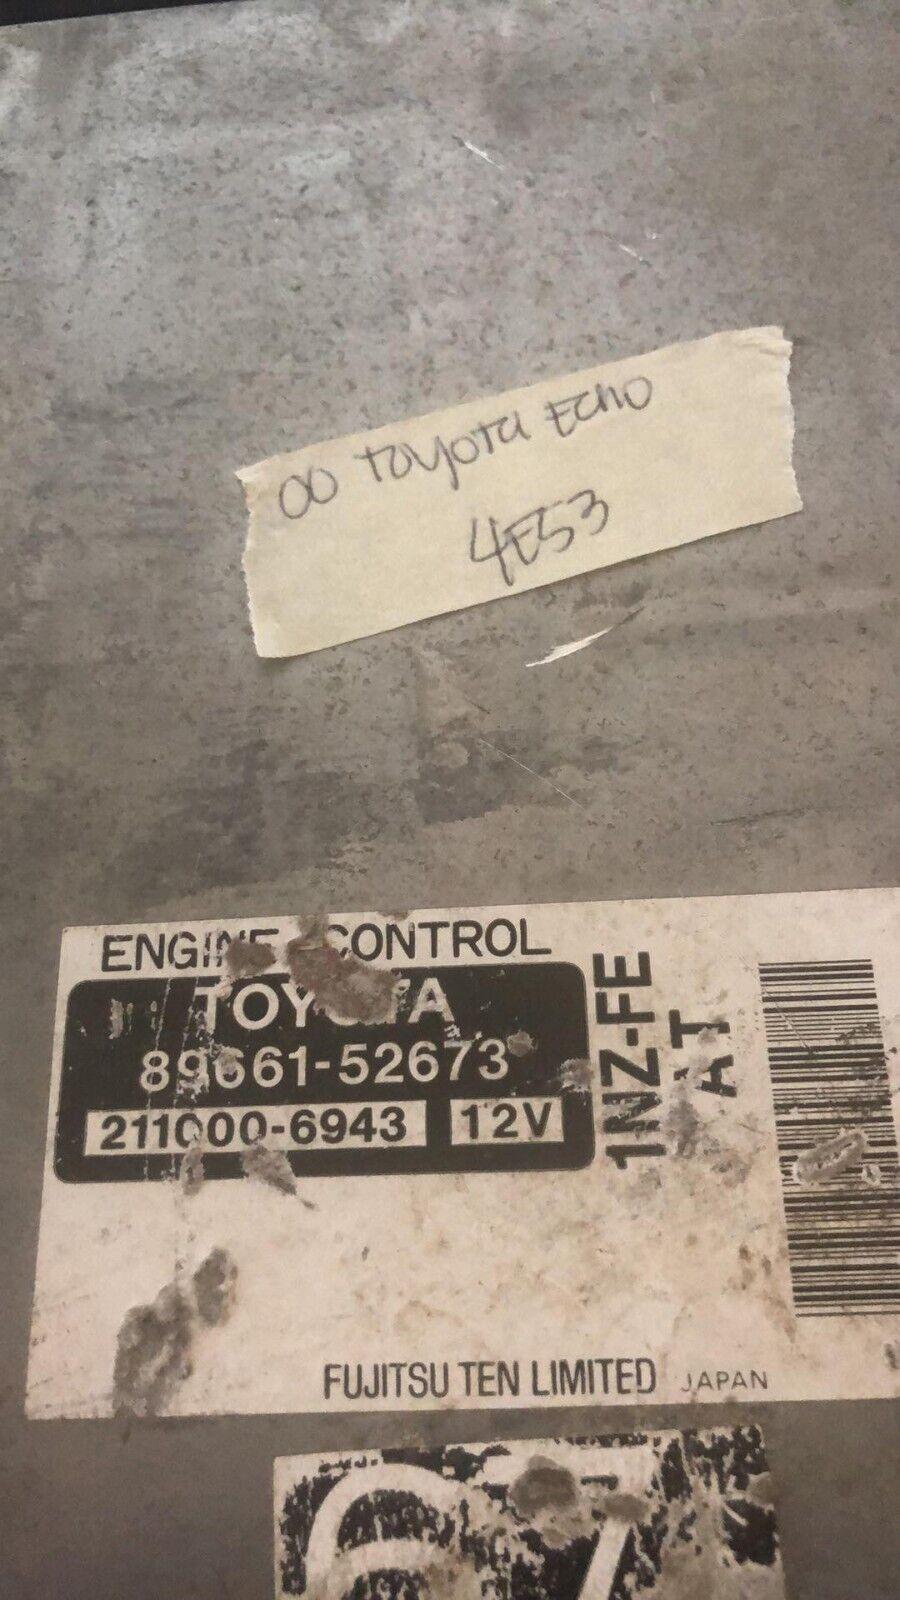 00 TOYOTA ECHO
4E53
ENGINE CONTROL
TOYOTA
89661-52673
211000-6943 12V
1NZ-FE
AT
FUJITSU TEN LIMITED JAPAN